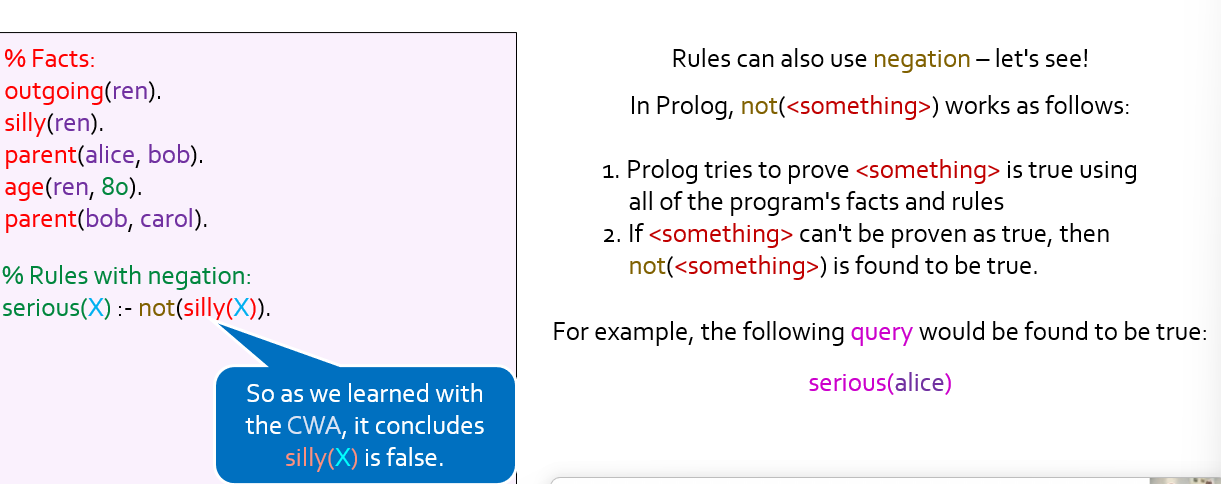 % Facts:
outgoing(ren).
silly(ren).
parent(alice, bob).
age(ren, 80).
parent(bob, carol).
% Rules with negation:
serious(X) :- not(silly(X)).
So as we learned with
the CWA, it concludes
silly(X) is false.
Rules can also use negation – let's see!
In Prolog, not(<something>) works as follows:
1. Prolog tries to prove <something> is true using
all of the program's facts and rules
2. If <something> can't be proven as true, then
not(<something>) is found to be true.
For example, the following query would be found to be true:
serious(alice)